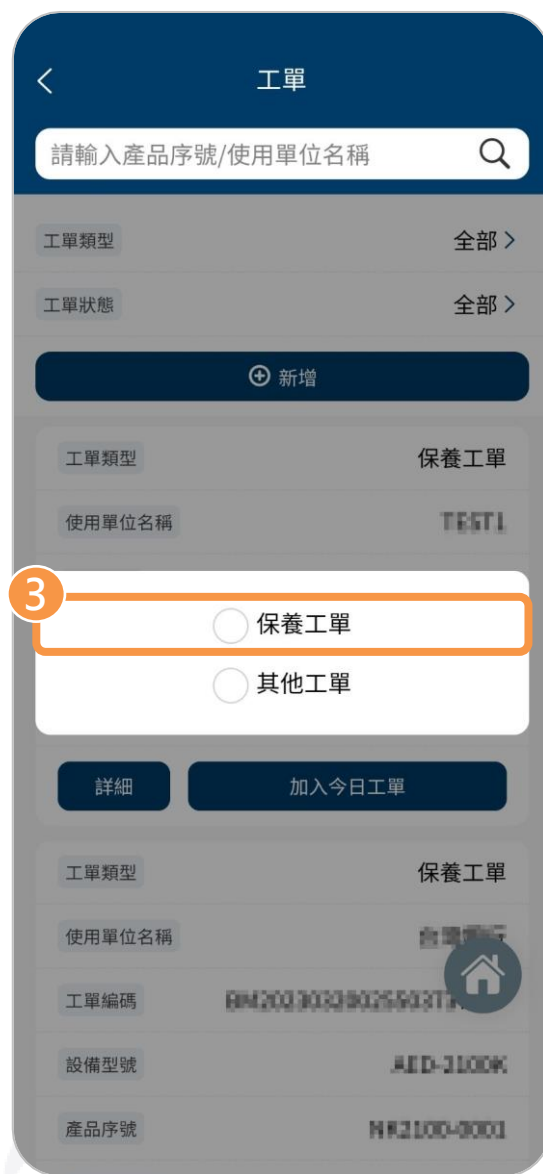 工單
請輸入產品序號/使用單位名稱
工單類型 全部
工單狀態 全部
新增
工單類型 保養工單
使用單位名稱 TEST1
3
保養工單
其他工單
詳細 加入今日工單
工單類型 保養工單
使用單位名稱
工單編碼
設備型號 AED-2100K
產品序號